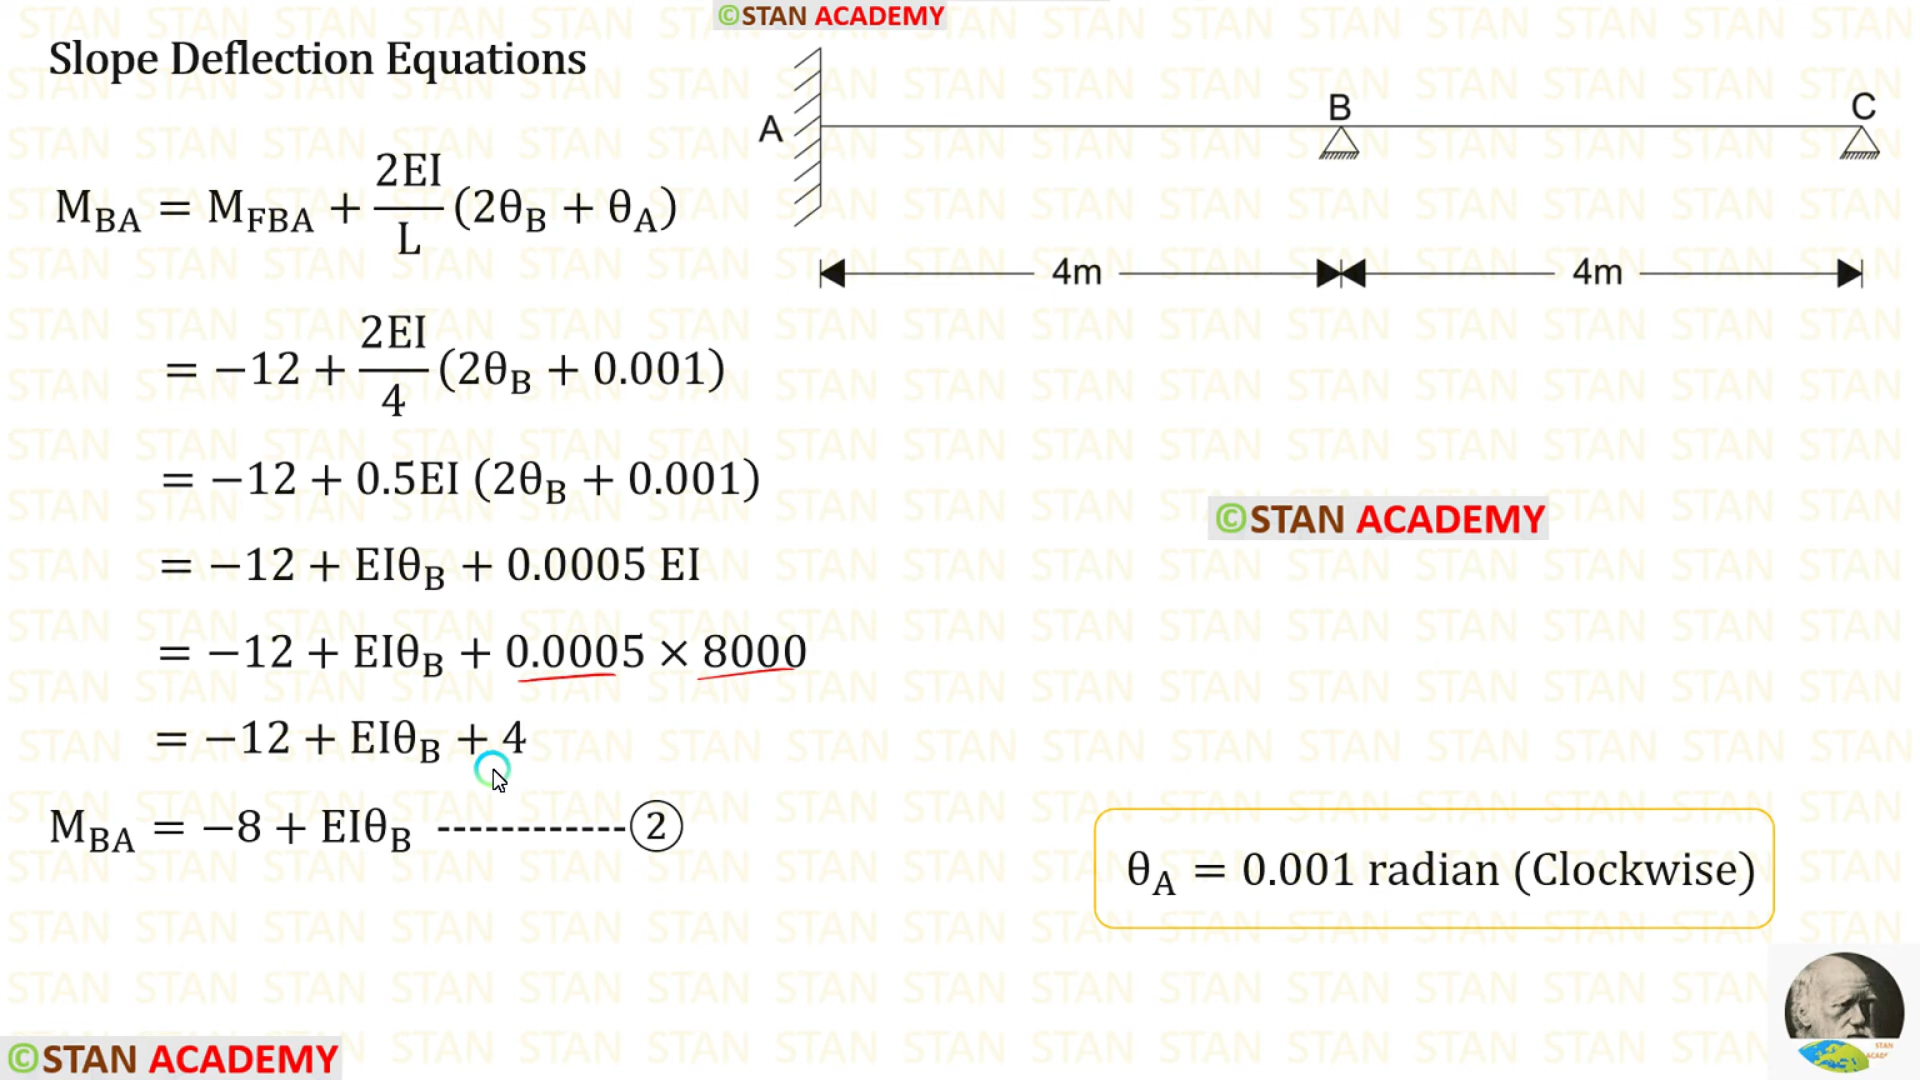 ©STAN ACADEMY
Slope Deflection Equations
A
B
C
4m
4m
M_BA = M_FBA + 2EI/L (2θ_B + θ_A)
= −12 + 2EI/4 (2θ_B + 0.001)
= −12 + 0.5EI (2θ_B + 0.001)
©STAN ACADEMY
= −12 + EIθ_B + 0.0005 EI
= −12 + EIθ_B + 0.0005 × 8000
= −12 + EIθ_B + 4
M_BA = −8 + EIθ_B ------------②
θ_A = 0.001 radian (Clockwise)
©STAN ACADEMY